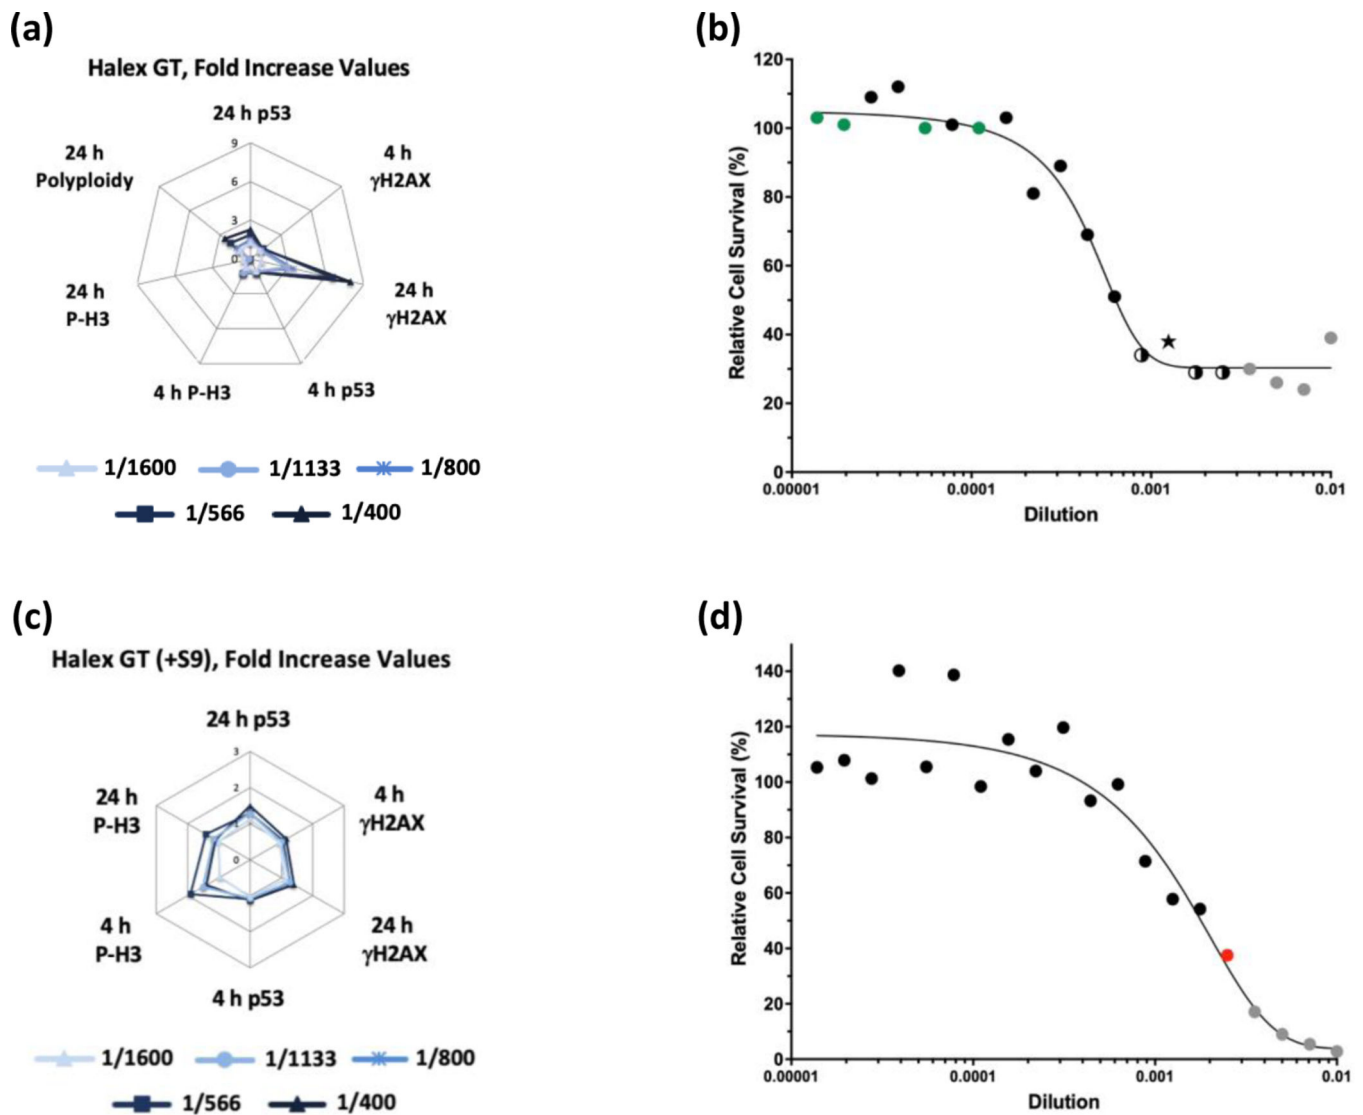 (a)
Halex GT, Fold Increase Values
24 h p53
9
6
3
0
4 h
γH2AX
24 h
γH2AX
4 h p53
4 h P-H3
24 h
P-H3
24 h
Polyploidy
1/1600 1/1133 1/800
1/566 1/400
(b)
Relative Cell Survival (%)
120
100
80
60
40
20
0
0.00001 0.0001 0.001 0.01
Dilution
(c)
Halex GT (+S9), Fold Increase Values
24 h p53
3
2
1
0
4 h
γH2AX
24 h
γH2AX
4 h p53
4 h
P-H3
24 h
P-H3
1/1600 1/1133 1/800
1/566 1/400
(d)
Relative Cell Survival (%)
140
120
100
80
60
40
20
0
0.00001 0.0001 0.001 0.01
Dilution